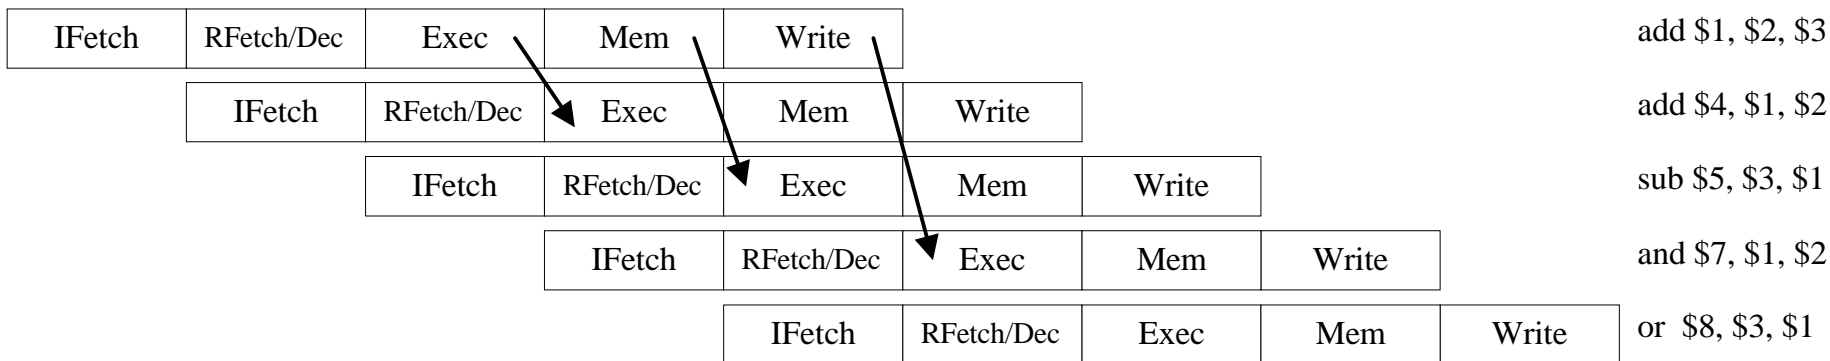 IFetch RFetch/Dec Exec Mem Write add $1, $2, $3
IFetch RFetch/Dec Exec Mem Write add $4, $1, $2
IFetch RFetch/Dec Exec Mem Write sub $5, $3, $1
IFetch RFetch/Dec Exec Mem Write and $7, $1, $2
IFetch RFetch/Dec Exec Mem Write or $8, $3, $1